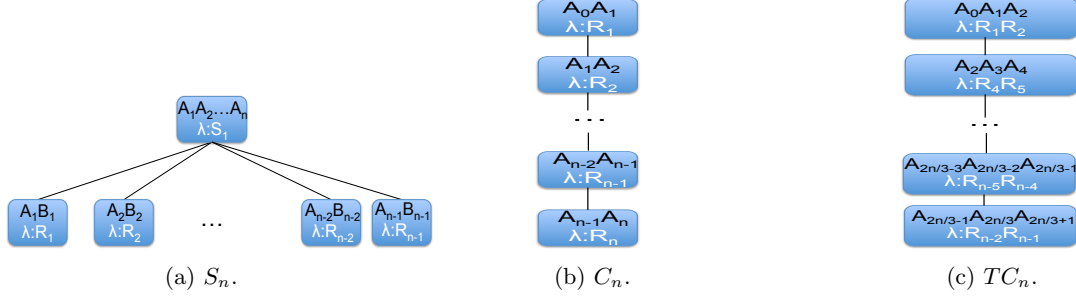 A₁A₂...Aₙ
λ:S₁
A₁B₁
λ:R₁
A₂B₂
λ:R₂
...
Aₙ₋₂Bₙ₋₂
λ:Rₙ₋₂
Aₙ₋₁Bₙ₋₁
λ:Rₙ₋₁
(a) Sₙ.
A₀A₁
λ:R₁
A₁A₂
λ:R₂
...
Aₙ₋₂Aₙ₋₁
λ:Rₙ₋₁
Aₙ₋₁Aₙ
λ:Rₙ
(b) Cₙ.
A₀A₁A₂
λ:R₁R₂
A₂A₃A₄
λ:R₄R₅
...
A₂ₙ/₃₋₃A₂ₙ/₃₋₂A₂ₙ/₃₋₁
λ:Rₙ₋₅Rₙ₋₄
A₂ₙ/₃₋₁A₂ₙ/₃A₂ₙ/₃₊₁
λ:Rₙ₋₂Rₙ₋₁
(c) TCₙ.